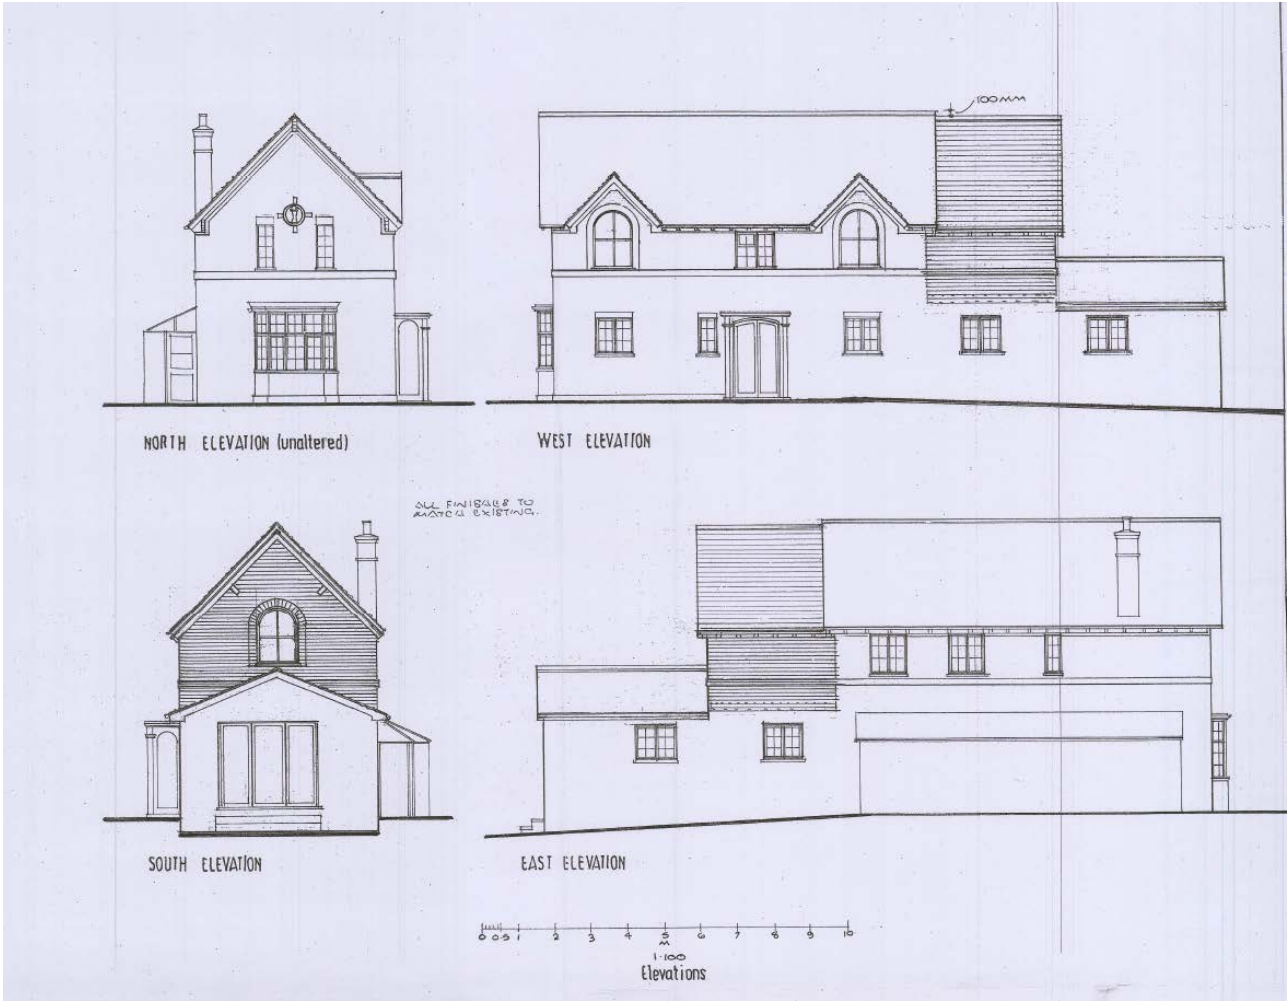 100MM
NORTH ELEVATION (unaltered)
WEST ELEVATION
ALL FINISHES TO
MATCH EXISTING.
SOUTH ELEVATION
EAST ELEVATION
0 0.5 1 2 3 4 5 6 7 8 9 10
M
1-100
Elevations